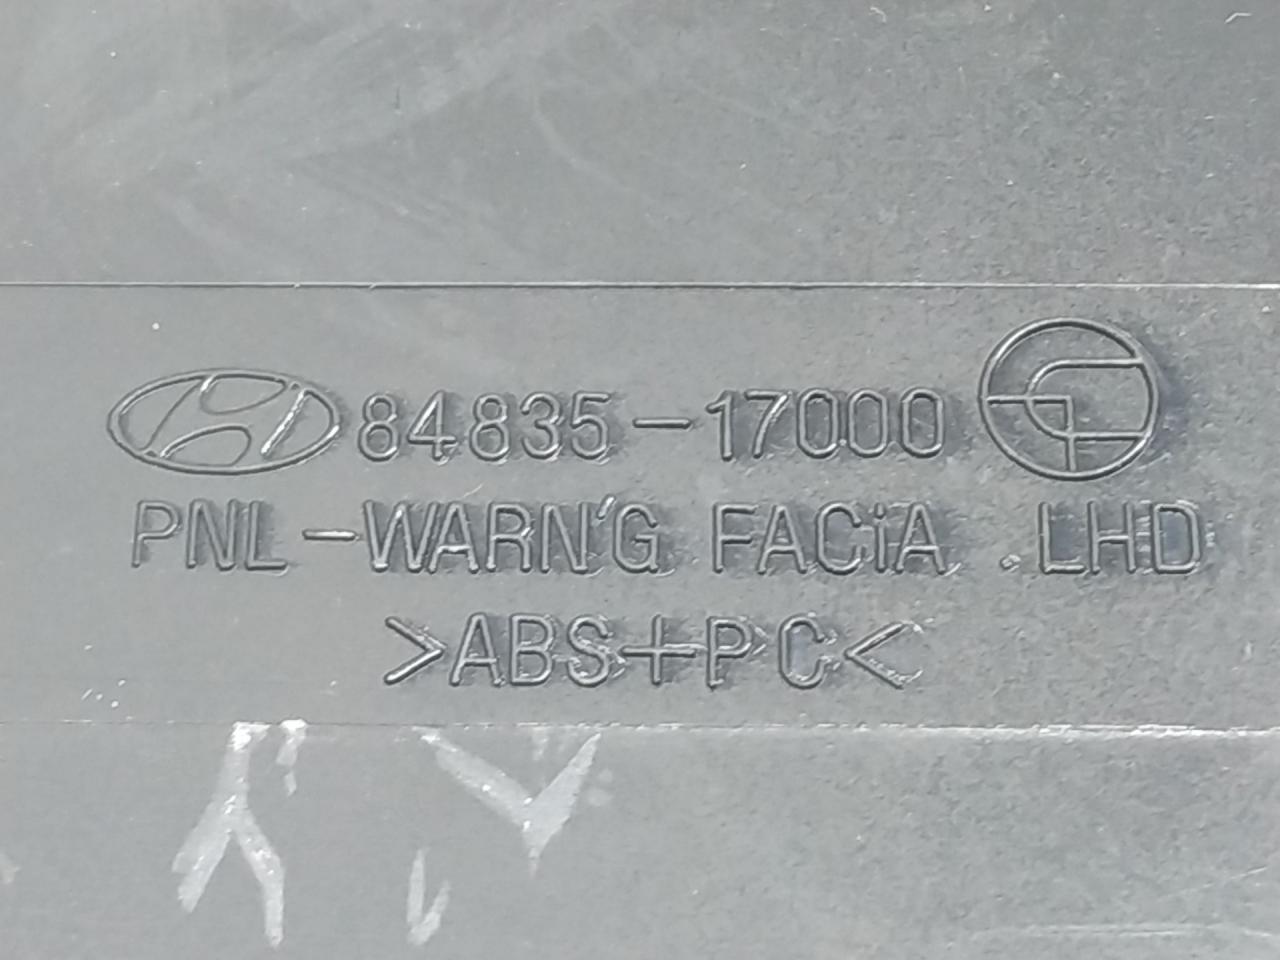 84835-17000
PNL-WARN'G FACiA LHD
>ABS+PC<